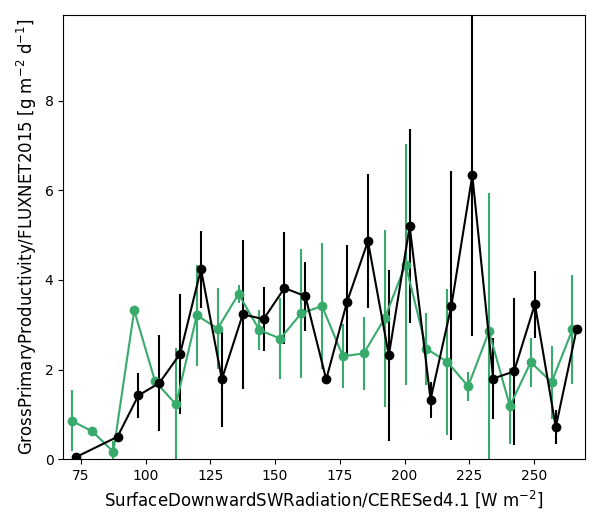 GrossPrimaryProductivity/FLUXNET2015 [g m⁻² d⁻¹]
8
6
4
2
0
75 100 125 150 175 200 225 250
SurfaceDownwardSWRadiation/CERESed4.1 [W m⁻²]